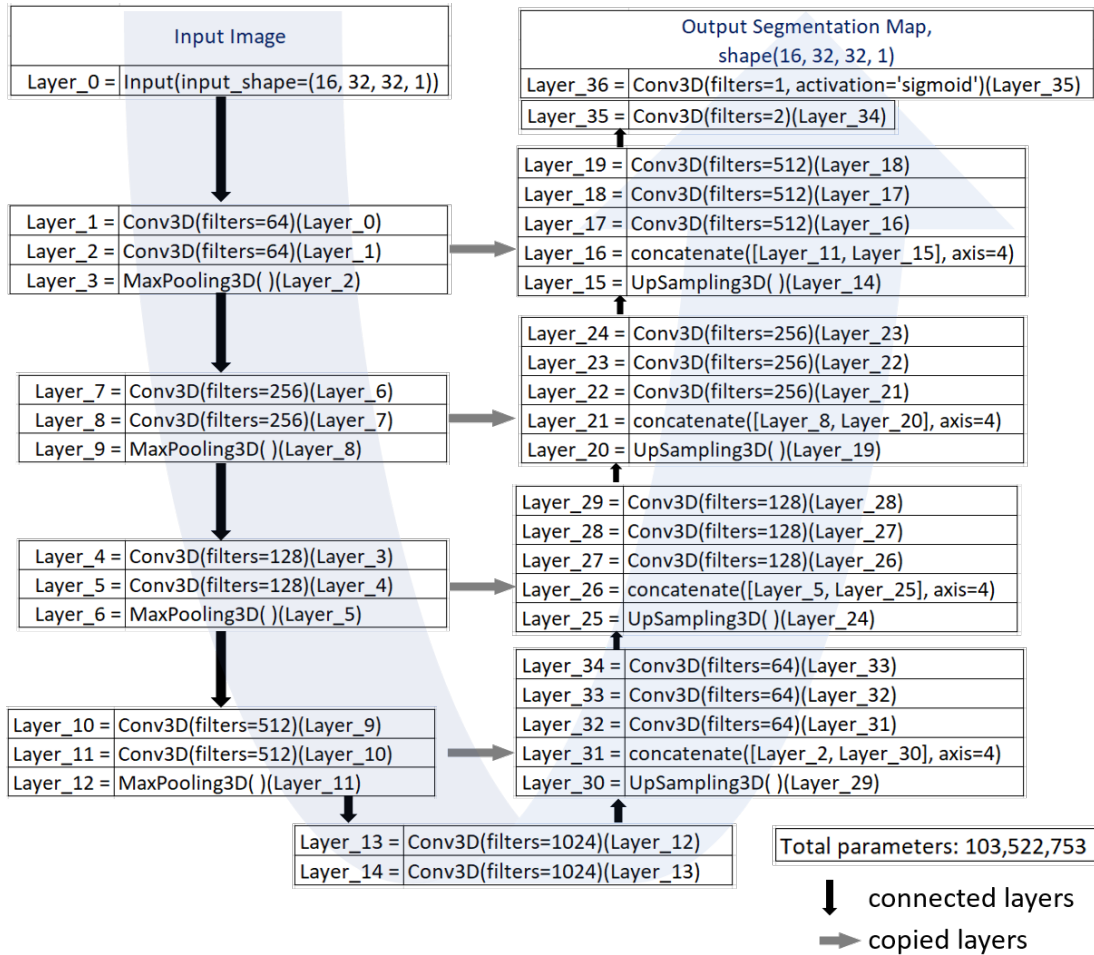 Input Image
Layer_0 = Input(input_shape=(16, 32, 32, 1))
Layer_1 = Conv3D(filters=64)(Layer_0)
Layer_2 = Conv3D(filters=64)(Layer_1)
Layer_3 = MaxPooling3D( )(Layer_2)
Layer_7 = Conv3D(filters=256)(Layer_6)
Layer_8 = Conv3D(filters=256)(Layer_7)
Layer_9 = MaxPooling3D( )(Layer_8)
Layer_4 = Conv3D(filters=128)(Layer_3)
Layer_5 = Conv3D(filters=128)(Layer_4)
Layer_6 = MaxPooling3D( )(Layer_5)
Layer_10 = Conv3D(filters=512)(Layer_9)
Layer_11 = Conv3D(filters=512)(Layer_10)
Layer_12 = MaxPooling3D( )(Layer_11)
Layer_13 = Conv3D(filters=1024)(Layer_12)
Layer_14 = Conv3D(filters=1024)(Layer_13)
Output Segmentation Map,
shape(16, 32, 32, 1)
Layer_36 = Conv3D(filters=1, activation='sigmoid')(Layer_35)
Layer_35 = Conv3D(filters=2)(Layer_34)
Layer_19 = Conv3D(filters=512)(Layer_18)
Layer_18 = Conv3D(filters=512)(Layer_17)
Layer_17 = Conv3D(filters=512)(Layer_16)
Layer_16 = concatenate([Layer_11, Layer_15], axis=4)
Layer_15 = UpSampling3D( )(Layer_14)
Layer_24 = Conv3D(filters=256)(Layer_23)
Layer_23 = Conv3D(filters=256)(Layer_22)
Layer_22 = Conv3D(filters=256)(Layer_21)
Layer_21 = concatenate([Layer_8, Layer_20], axis=4)
Layer_20 = UpSampling3D( )(Layer_19)
Layer_29 = Conv3D(filters=128)(Layer_28)
Layer_28 = Conv3D(filters=128)(Layer_27)
Layer_27 = Conv3D(filters=128)(Layer_26)
Layer_26 = concatenate([Layer_5, Layer_25], axis=4)
Layer_25 = UpSampling3D( )(Layer_24)
Layer_34 = Conv3D(filters=64)(Layer_33)
Layer_33 = Conv3D(filters=64)(Layer_32)
Layer_32 = Conv3D(filters=64)(Layer_31)
Layer_31 = concatenate([Layer_2, Layer_30], axis=4)
Layer_30 = UpSampling3D( )(Layer_29)
Total parameters: 103,522,753
connected layers
copied layers